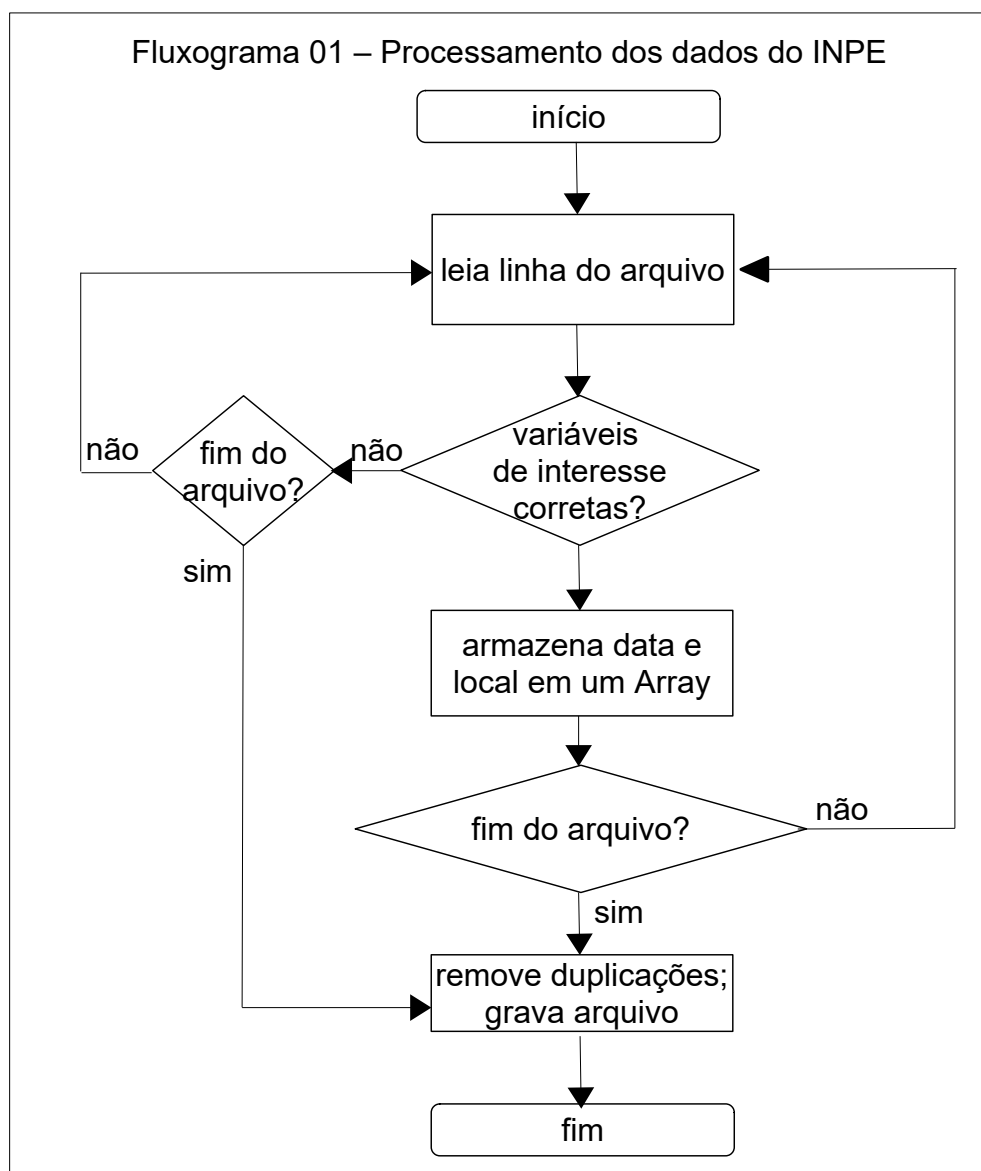 Fluxograma 01 – Processamento dos dados do INPE
início
leia linha do arquivo
variáveis
de interesse
corretas?
não
fim do
arquivo?
não
sim
armazena data e
local em um Array
fim do arquivo?
não
sim
remove duplicações;
grava arquivo
fim